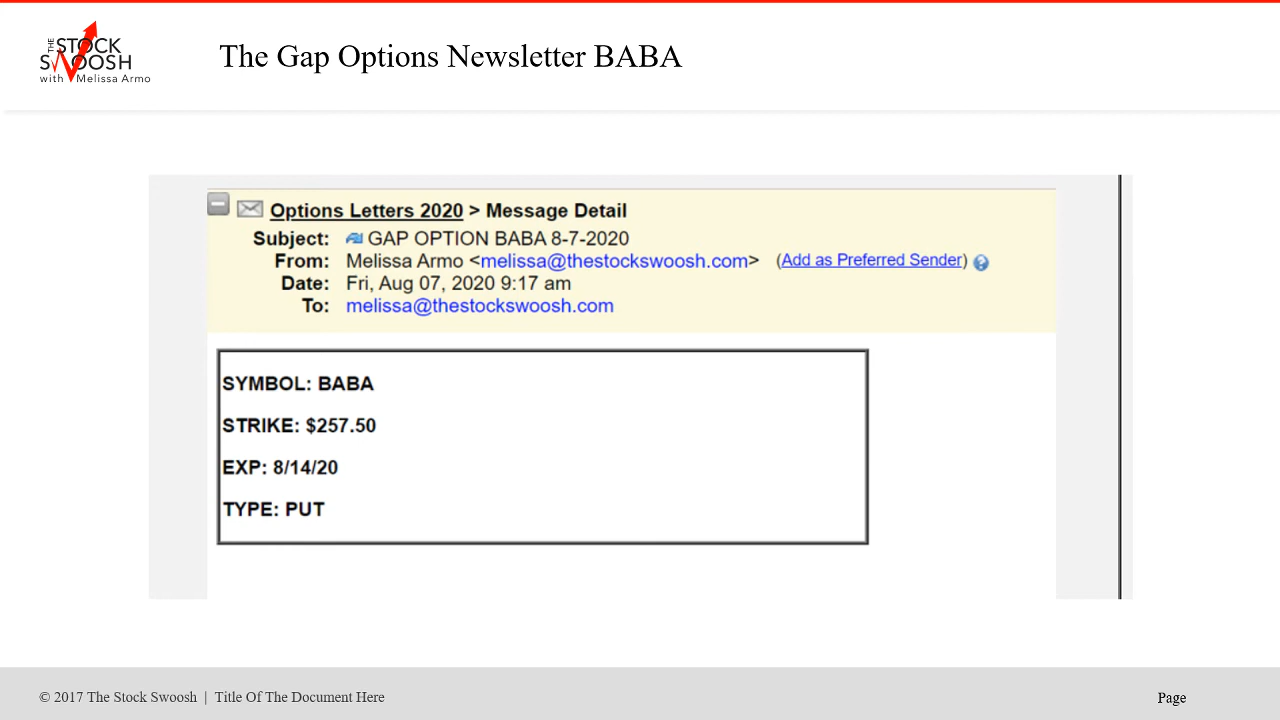 THE STOCK
SWOOSH
with Melissa Armo
The Gap Options Newsletter BABA
Options Letters 2020 > Message Detail
Subject: GAP OPTION BABA 8-7-2020
From: Melissa Armo <melissa@thestockswoosh.com> (Add as Preferred Sender) ?
Date: Fri, Aug 07, 2020 9:17 am
To: melissa@thestockswoosh.com
SYMBOL: BABA
STRIKE: $257.50
EXP: 8/14/20
TYPE: PUT
© 2017 The Stock Swoosh | Title Of The Document Here
Page